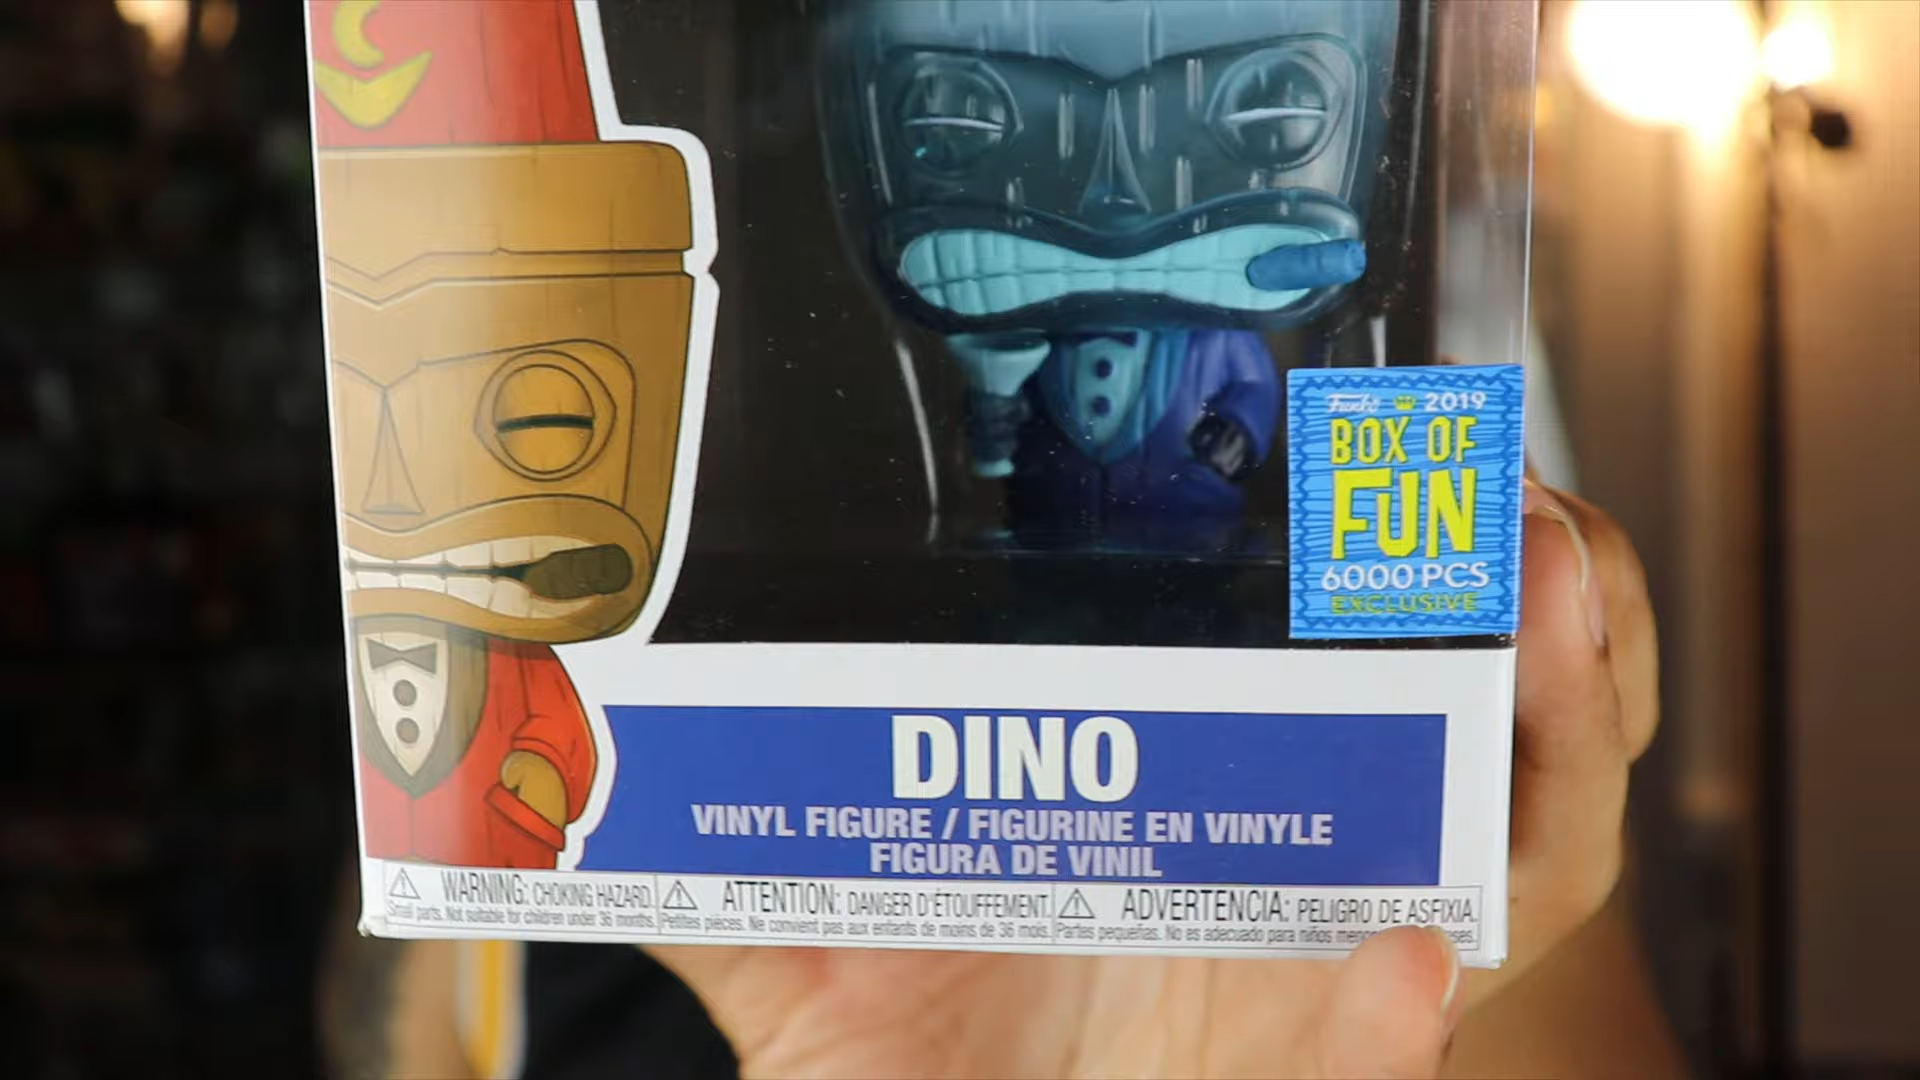 Funko 2019
BOX OF
FUN
6000 PCS
EXCLUSIVE
DINO
VINYL FIGURE / FIGURINE EN VINYLE
FIGURA DE VINIL
WARNING: CHOKING HAZARD.
Small parts. Not suitable for children under 36 months.
ATTENTION: DANGER D'ÉTOUFFEMENT.
Petites pièces. Ne convient pas aux enfants de moins de 36 mois.
ADVERTENCIA: PELIGRO DE ASFIXIA.
Partes pequeñas. No es adecuado para niños